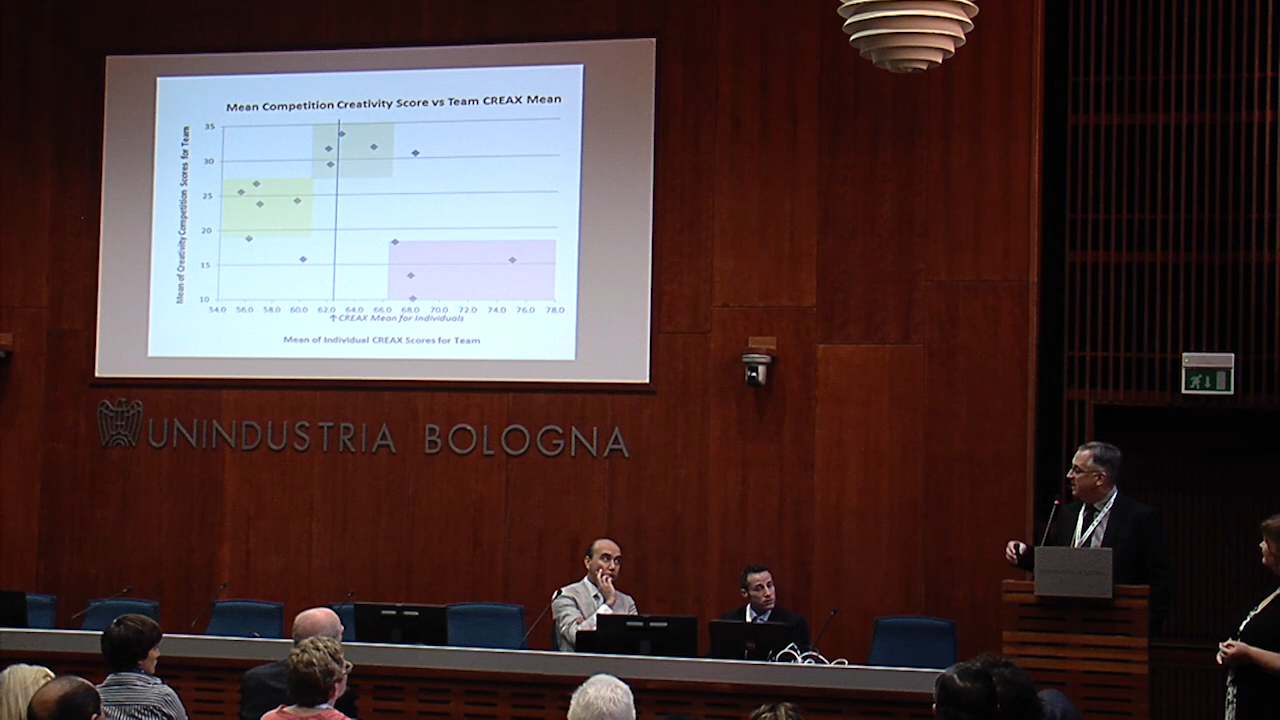 Mean Competition Creativity Score vs Team CREAX Mean
Mean of Creativity Competition Scores for Team
35
30
25
20
15
10
54.0 56.0 58.0 60.0 62.0 64.0 66.0 68.0 70.0 72.0 74.0 76.0 78.0
↑ CREAX Mean for Individuals
Mean of Individual CREAX Scores for Team
UNINDUSTRIA BOLOGNA